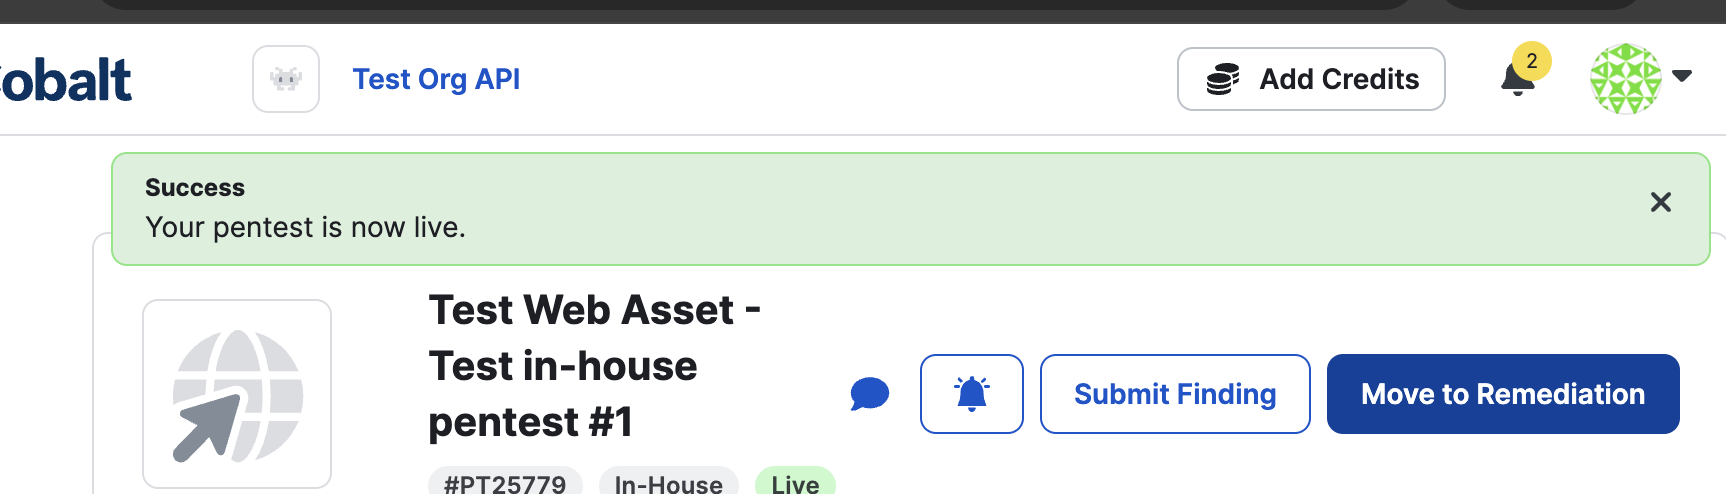 obalt
Test Org API
Add Credits
2
Success
Your pentest is now live.
Test Web Asset -
Test in-house
pentest #1
Submit Finding
Move to Remediation
#PT25779
In-House
Live